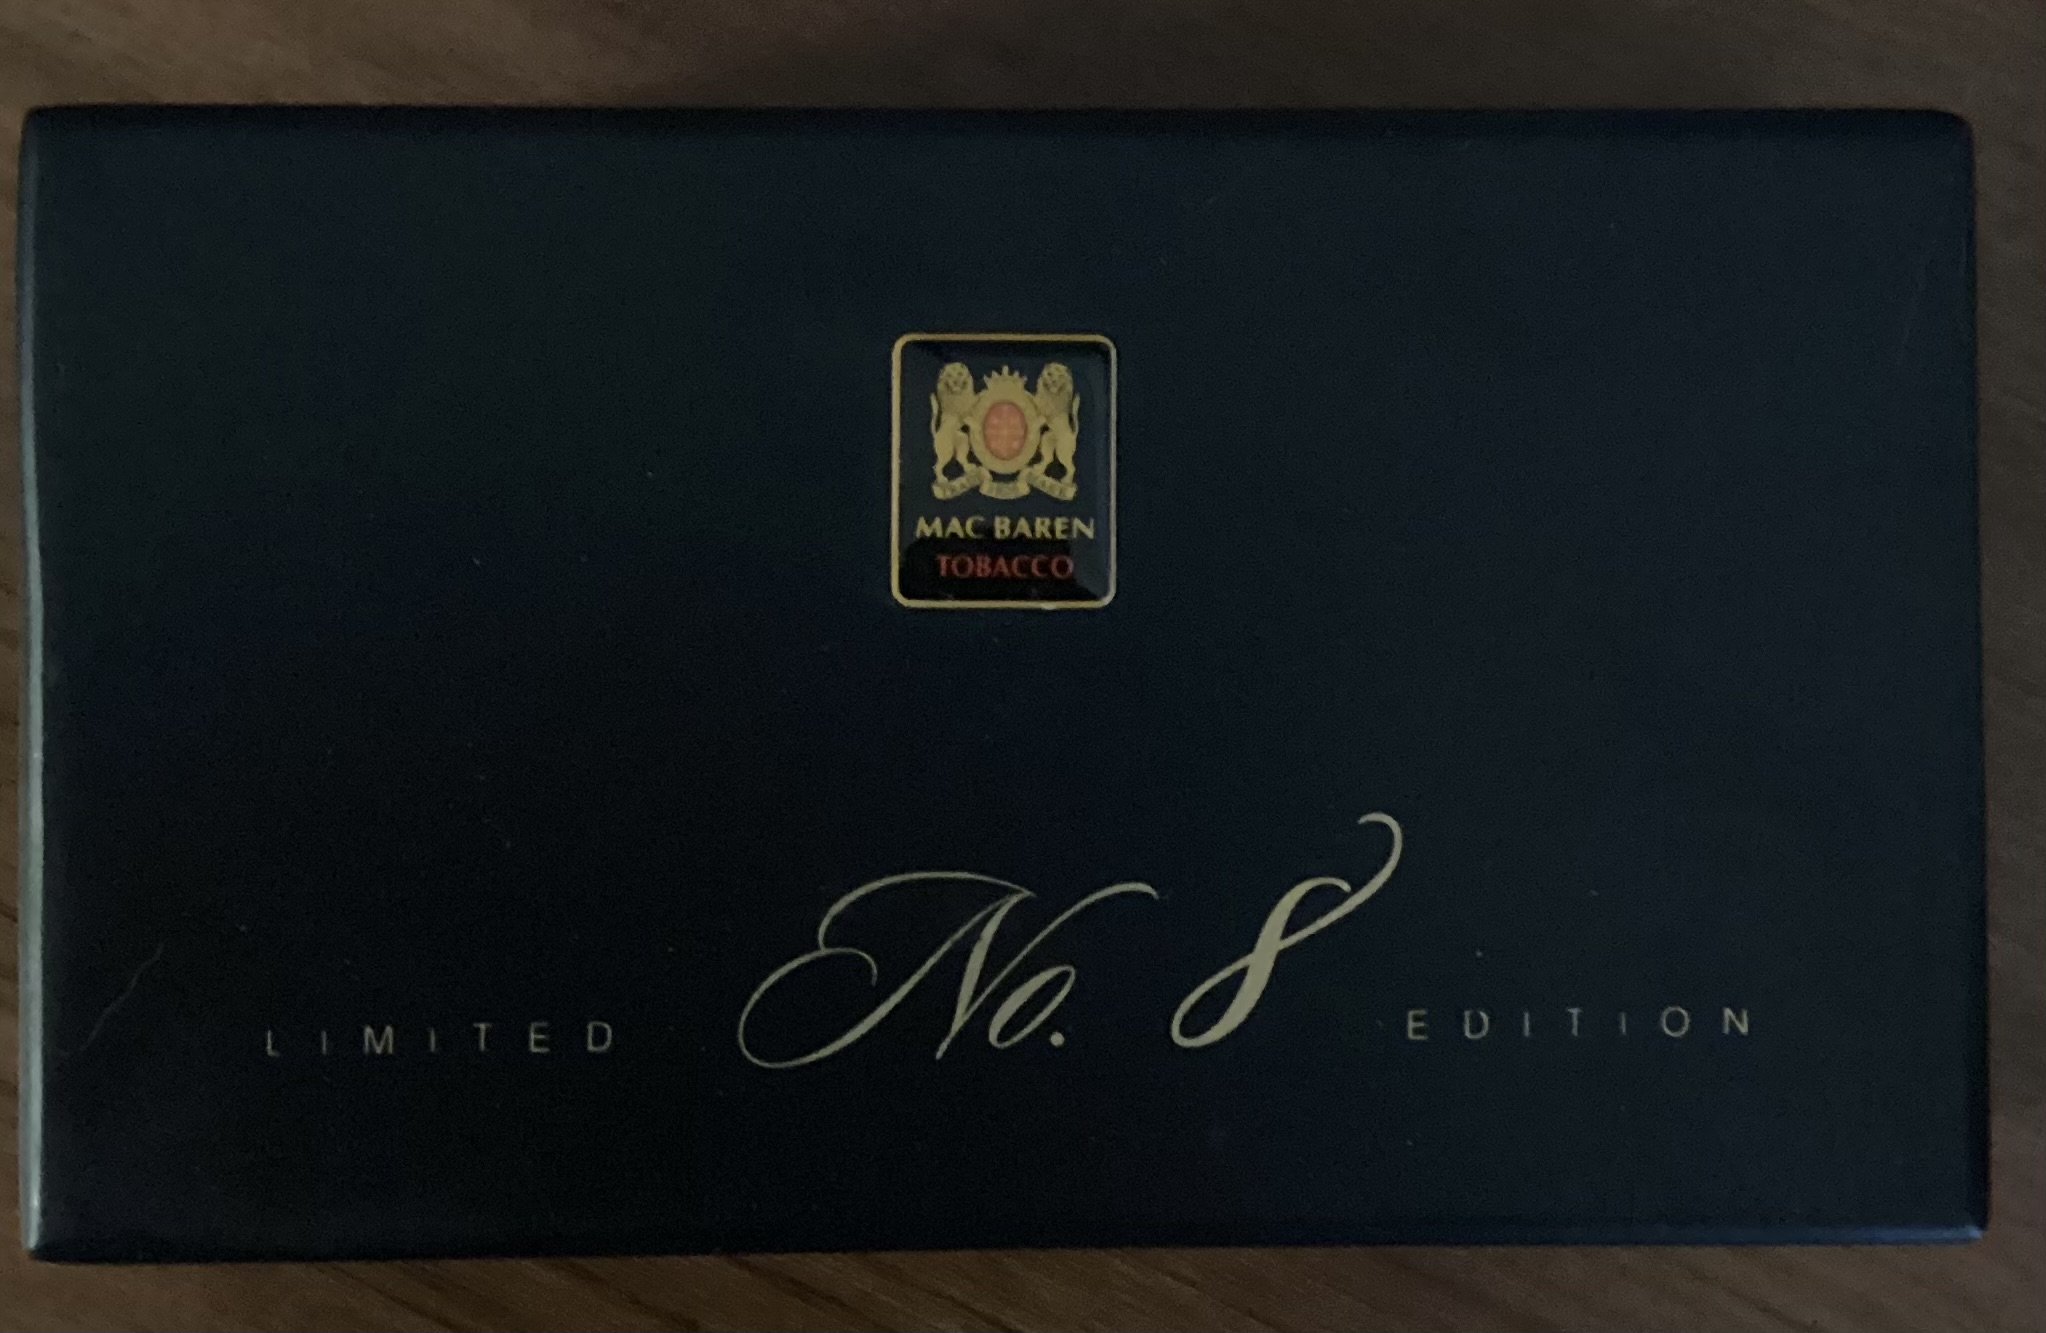 MAC BAREN
TOBACCO
LIMITED No. 8 EDITION